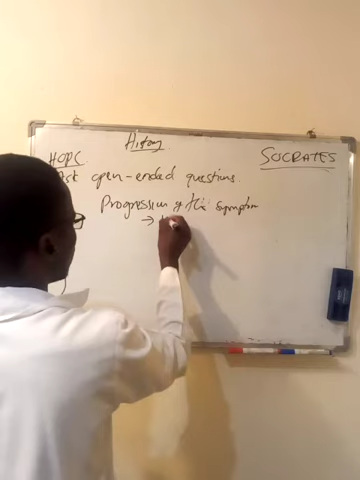 History
HOPC
SOCRATES
Ask open-ended questions.
Progression of the symptom
→